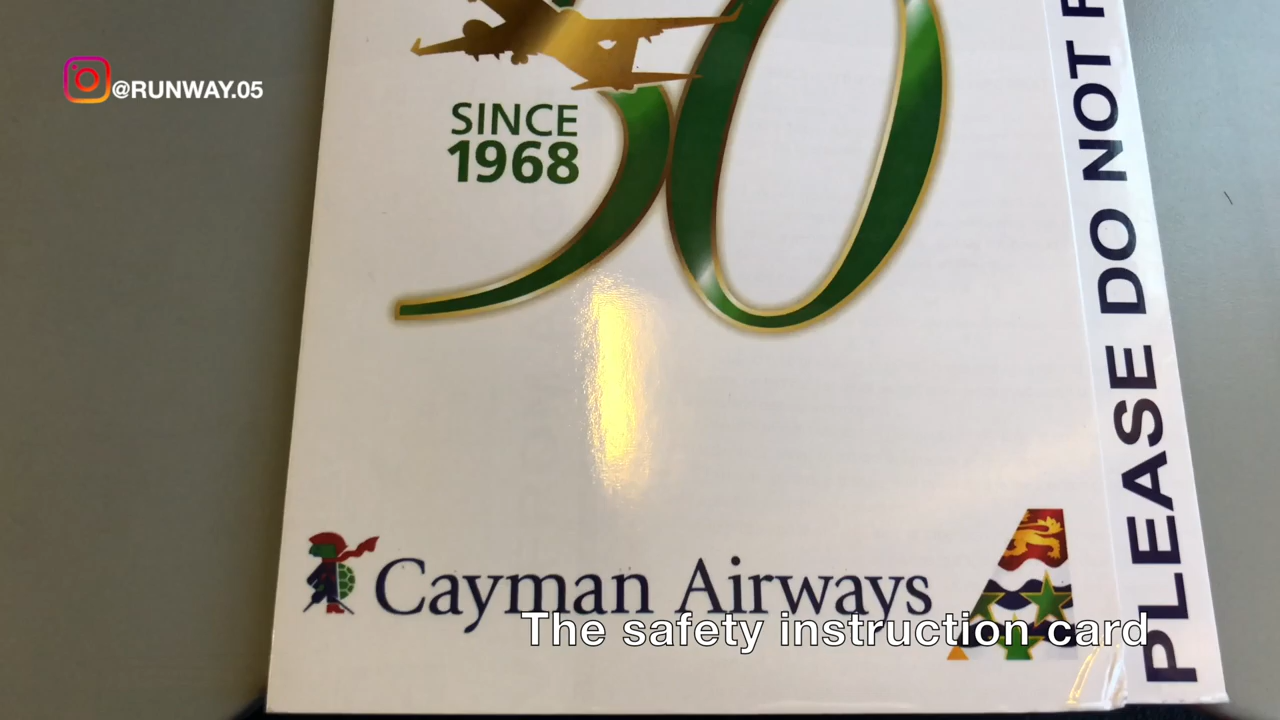 @RUNWAY.05
50
SINCE
1968
Cayman Airways
The safety instruction card
PLEASE DO NOT